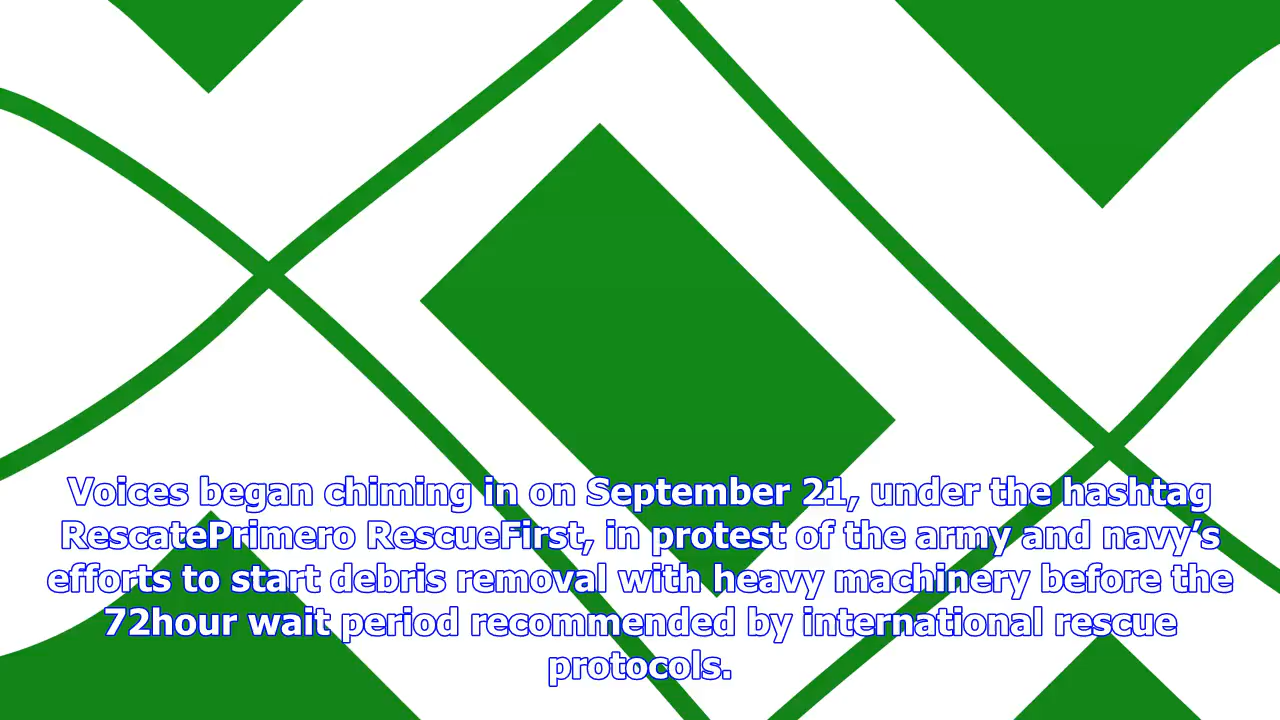 Voices began chiming in on September 21, under the hashtag
RescatePrimero RescueFirst, in protest of the army and navy’s
efforts to start debris removal with heavy machinery before the
72hour wait period recommended by international rescue
protocols.